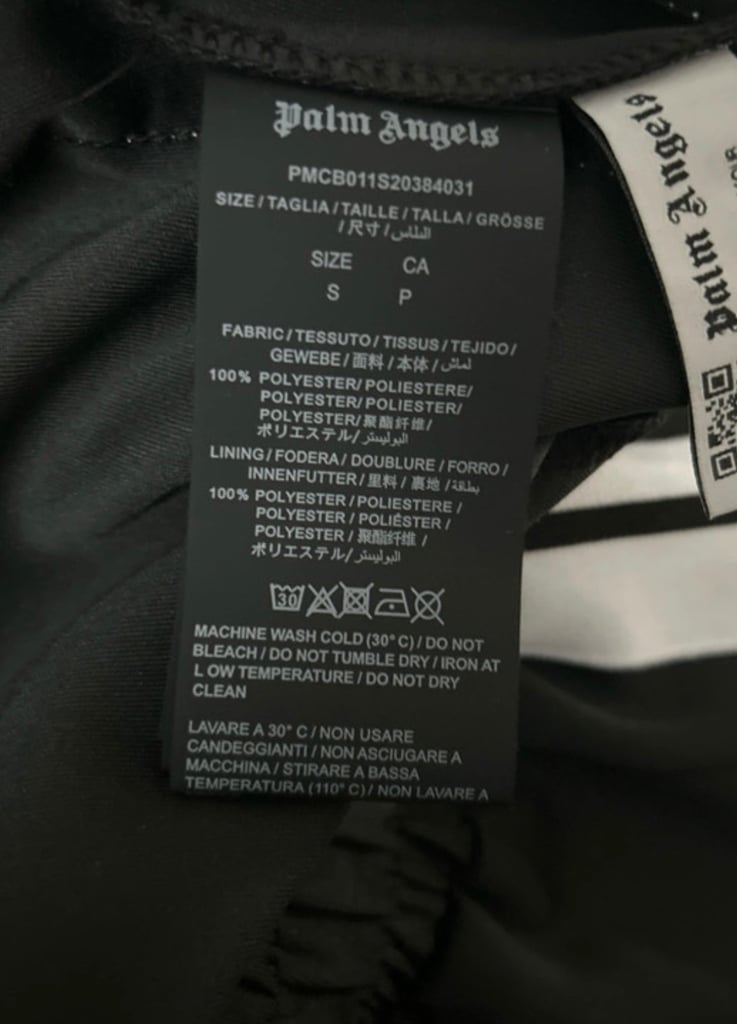 Palm Angels
PMCB011S20384031
SIZE / TAGLIA / TAILLE / TALLA / GRÖSSE
/ 尺寸 /
SIZE CA
S P
FABRIC / TESSUTO / TISSUS / TEJIDO /
GEWEBE / 面料 / 本体 / لماش
100% POLYESTER/ POLIESTERE/
POLYESTER/ POLIESTER/
POLYESTER/聚酯纤维/
ポリエステル/البوليستر
LINING / FODERA / DOUBLURE / FORRO /
INNENFUTTER / 里料 / 裏地 / بطاقة
100% POLYESTER / POLIESTERE /
POLYESTER / POLIÉSTER /
POLYESTER / 聚酯纤维 /
ポリエステル/البوليستر
30
MACHINE WASH COLD (30° C) / DO NOT
BLEACH / DO NOT TUMBLE DRY / IRON AT
L OW TEMPERATURE / DO NOT DRY
CLEAN
LAVARE A 30° C / NON USARE
CANDEGGIANTI / NON ASCIUGARE A
MACCHINA / STIRARE A BASSA
TEMPERATURA (110° C) / NON LAVARE A
Palm Angels